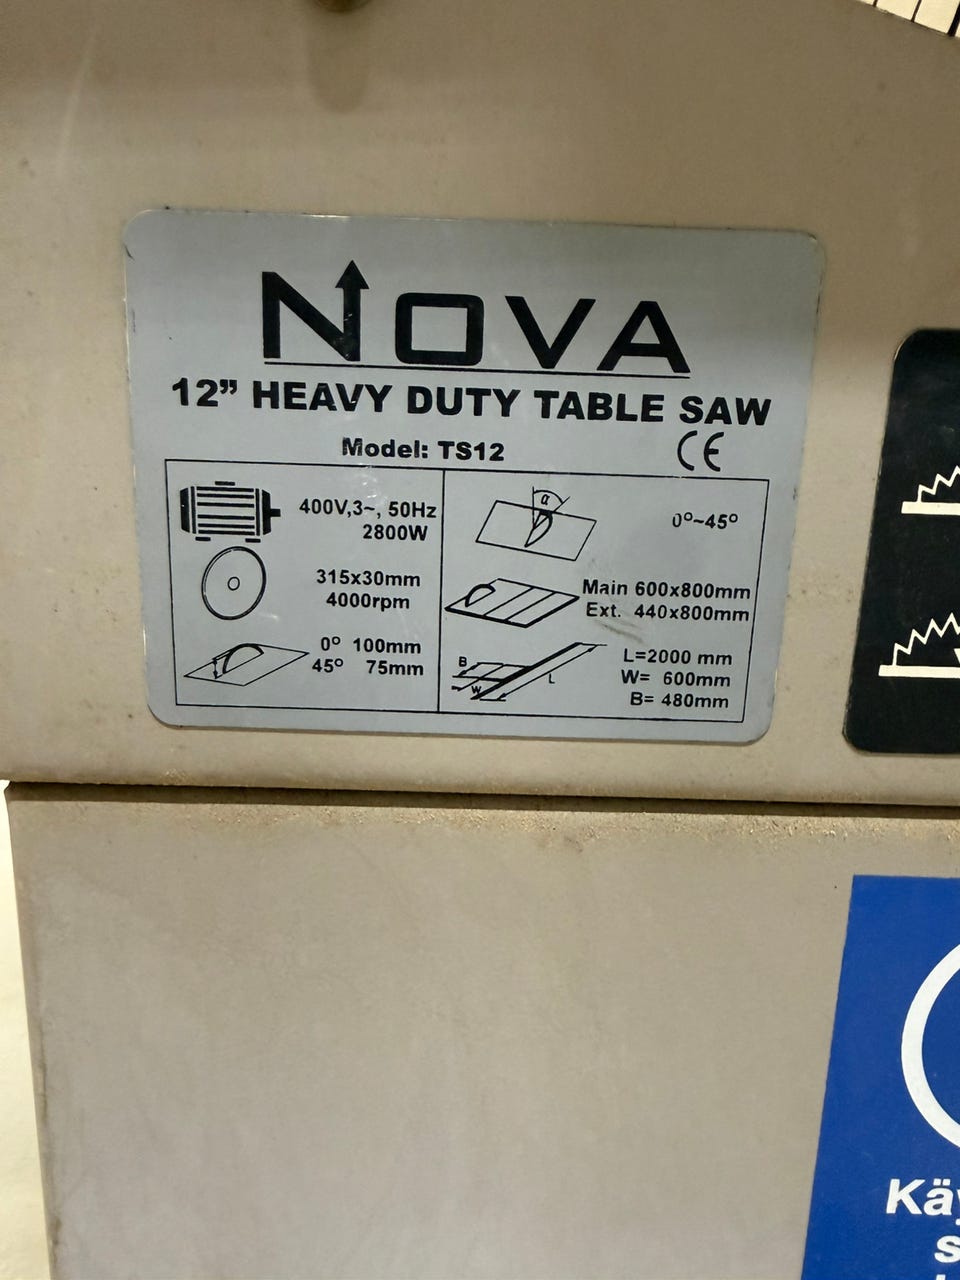 NOVA
12” HEAVY DUTY TABLE SAW
Model: TS12
CE
400V,3~, 50Hz
2800W
315x30mm
4000rpm
0° 100mm
45° 75mm
α
0°~45°
Main 600x800mm
Ext. 440x800mm
B
W
L
L=2000 mm
W= 600mm
B= 480mm